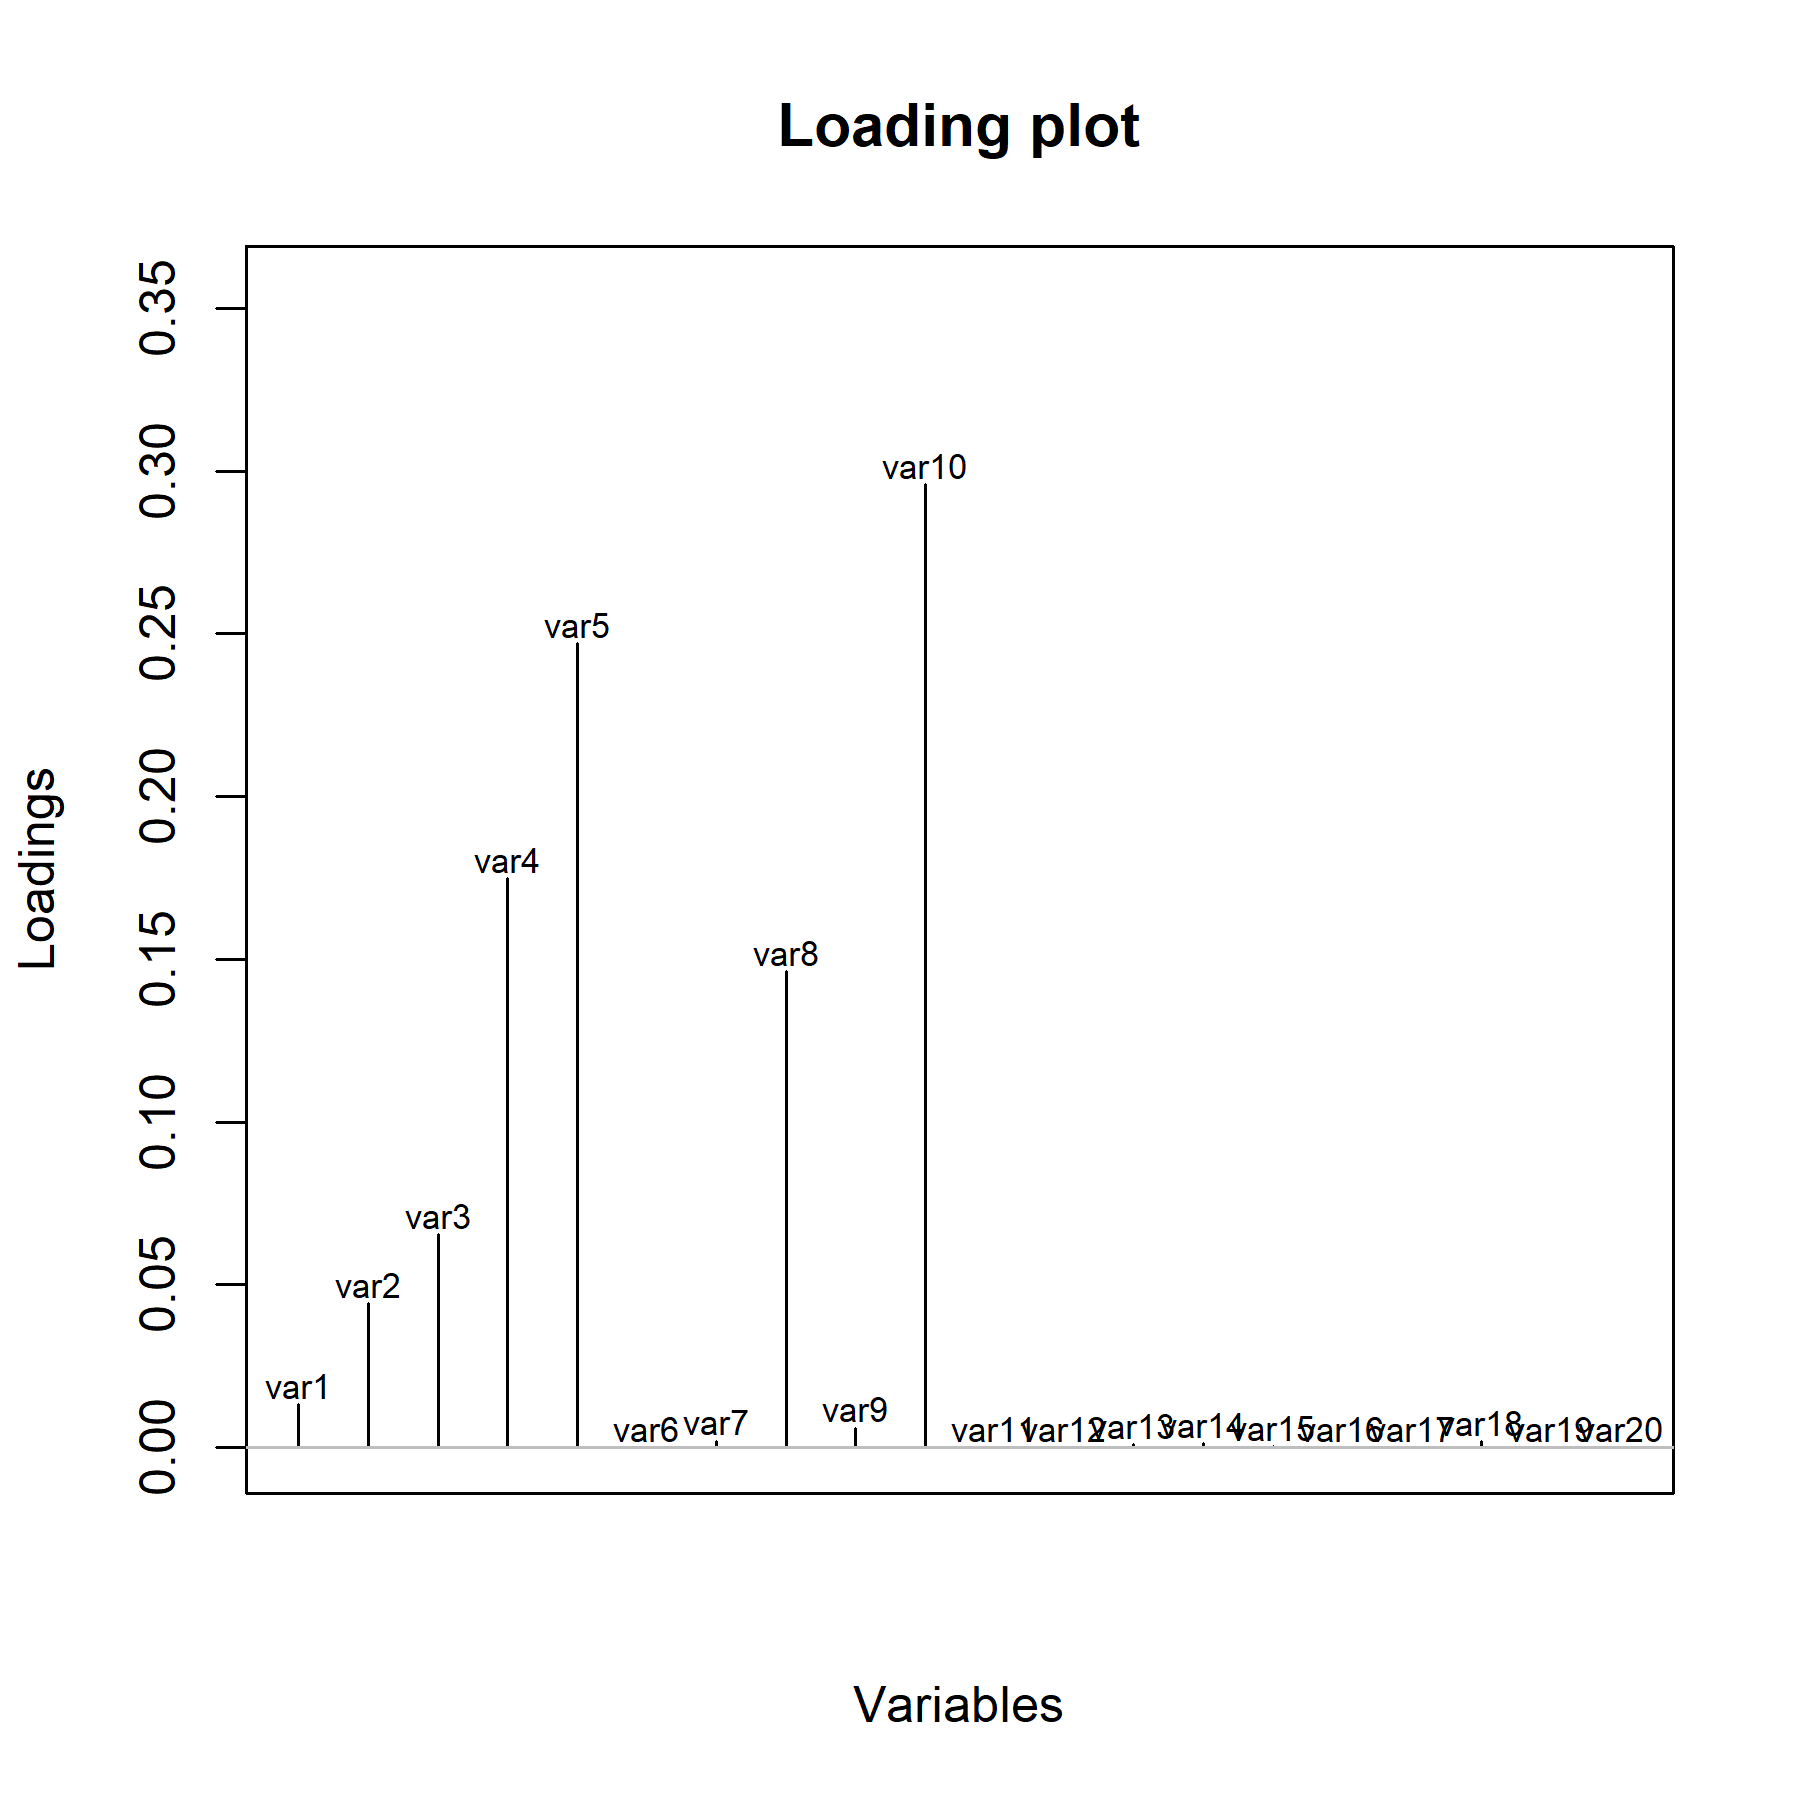 Loading plot
Loadings
0.35
0.30
0.25
0.20
0.15
0.10
0.05
0.00
var1
var2
var3
var4
var5
var6
var7
var8
var9
var10
var11
var12
var13
var14
var15
var16
var17
var18
var19
var20
Variables